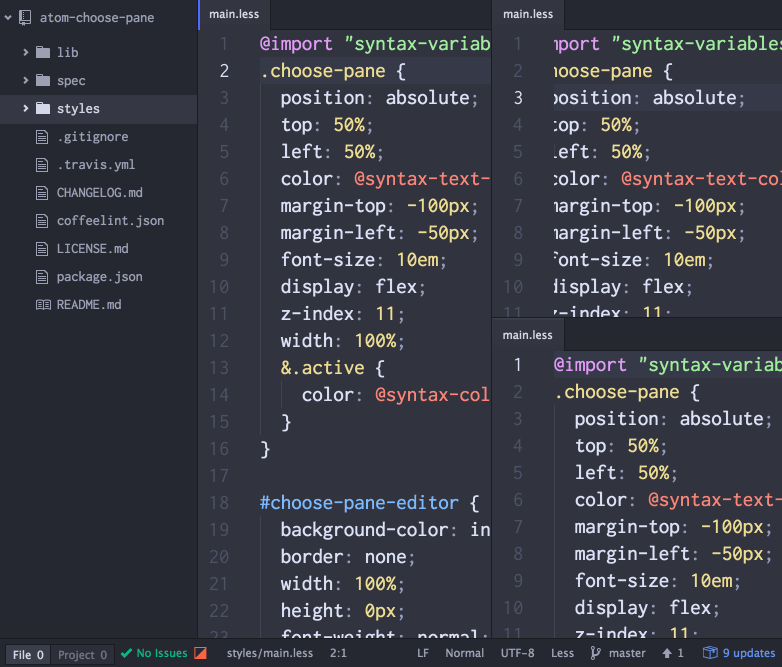 atom-choose-pane
lib
spec
styles
.gitignore
.travis.yml
CHANGELOG.md
coffeelint.json
LICENSE.md
package.json
README.md
main.less
1 @import "syntax-variab
2 .choose-pane {
3 position: absolute;
4 top: 50%;
5 left: 50%;
6 color: @syntax-text-
7 margin-top: -100px;
8 margin-left: -50px;
9 font-size: 10em;
10 display: flex;
11 z-index: 11;
12 width: 100%;
13 &.active {
14 color: @syntax-col
15 }
16 }
17
18 #choose-pane-editor {
19 background-color: in
20 border: none;
21 width: 100%;
22 height: 0px;
23 font-weight: normal;
main.less
1 mport "syntax-variables
2 hoose-pane {
3 position: absolute;
4 top: 50%;
5 left: 50%;
6 color: @syntax-text-col
7 margin-top: -100px;
8 margin-left: -50px;
9 font-size: 10em;
10 display: flex;
11 z-index: 11;
main.less
1 @import "syntax-variab
2 .choose-pane {
3 position: absolute;
4 top: 50%;
5 left: 50%;
6 color: @syntax-text-
7 margin-top: -100px;
8 margin-left: -50px;
9 font-size: 10em;
10 display: flex;
11 z-index: 11;
File 0 Project 0 No Issues styles/main.less 2:1 LF Normal UTF-8 Less master 1 9 updates